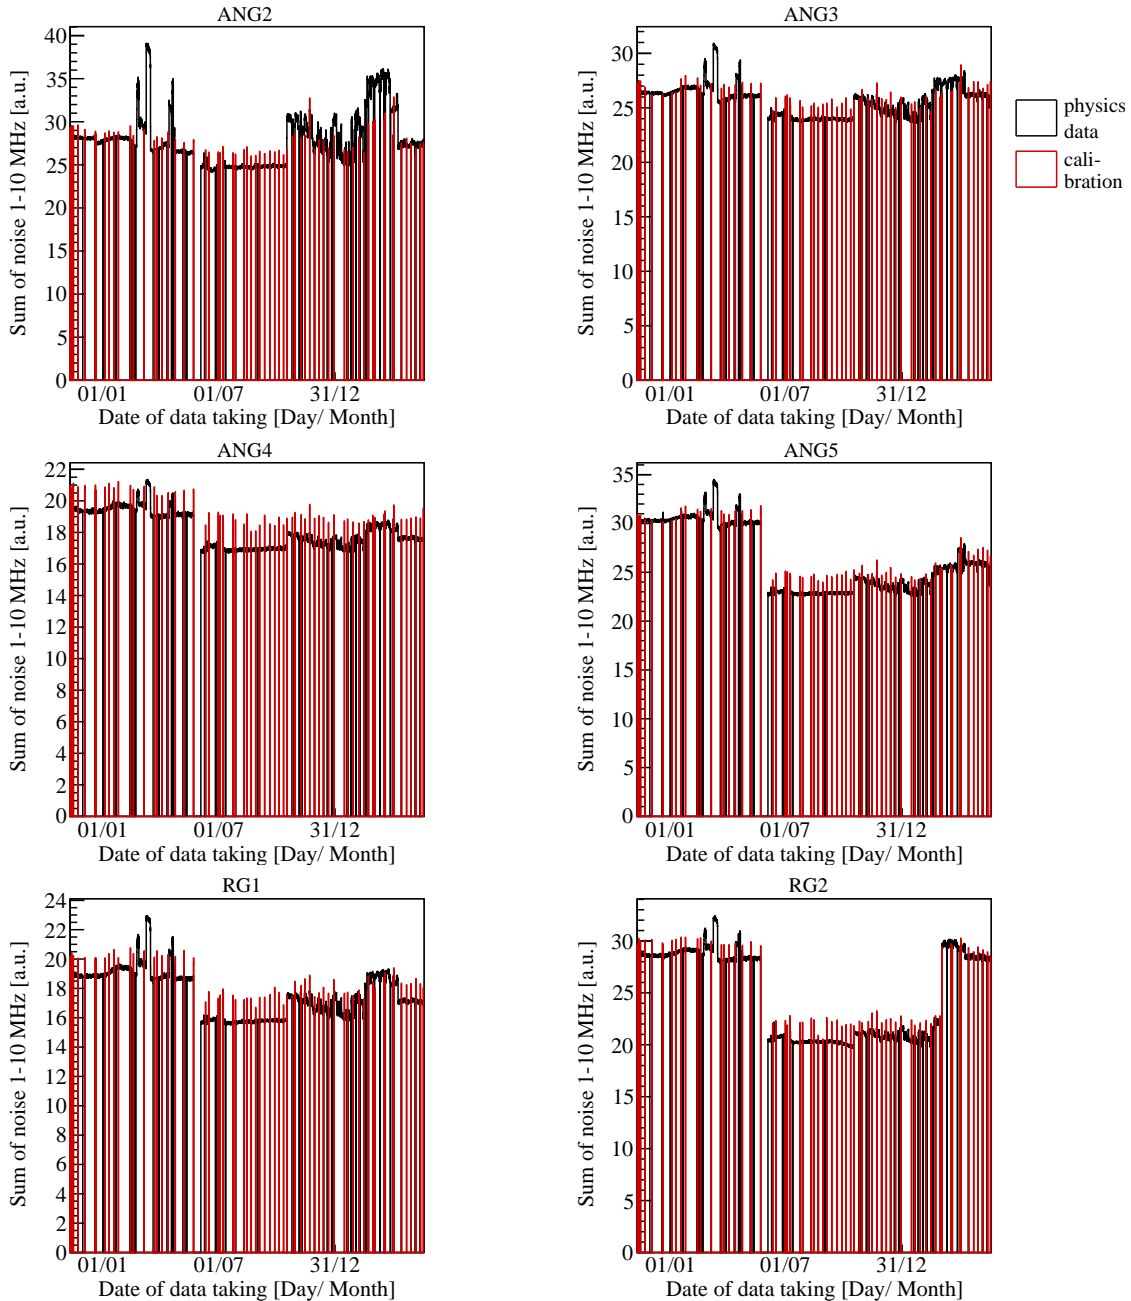 ANG2
Sum of noise 1-10 MHz [a.u.]
40
35
30
25
20
15
10
5
0
01/01 01/07 31/12
Date of data taking [Day/ Month]
ANG3
Sum of noise 1-10 MHz [a.u.]
30
25
20
15
10
5
0
01/01 01/07 31/12
Date of data taking [Day/ Month]
physics
data
cali-
bration
ANG4
Sum of noise 1-10 MHz [a.u.]
22
20
18
16
14
12
10
8
6
4
2
0
01/01 01/07 31/12
Date of data taking [Day/ Month]
ANG5
Sum of noise 1-10 MHz [a.u.]
35
30
25
20
15
10
5
0
01/01 01/07 31/12
Date of data taking [Day/ Month]
RG1
Sum of noise 1-10 MHz [a.u.]
24
22
20
18
16
14
12
10
8
6
4
2
0
01/01 01/07 31/12
Date of data taking [Day/ Month]
RG2
Sum of noise 1-10 MHz [a.u.]
30
25
20
15
10
5
0
01/01 01/07 31/12
Date of data taking [Day/ Month]